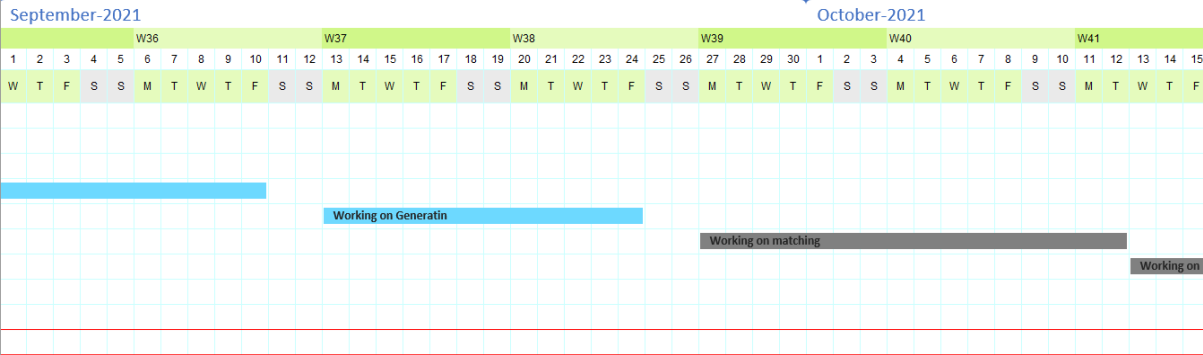 September-2021 October-2021
W36 W37 W38 W39 W40 W41
1 2 3 4 5 6 7 8 9 10 11 12 13 14 15 16 17 18 19 20 21 22 23 24 25 26 27 28 29 30 1 2 3 4 5 6 7 8 9 10 11 12 13 14 15
W T F S S M T W T F S S M T W T F S S M T W T F S S M T W T F S S M T W T F S S M T W T F
Working on Generatin
Working on matching
Working on